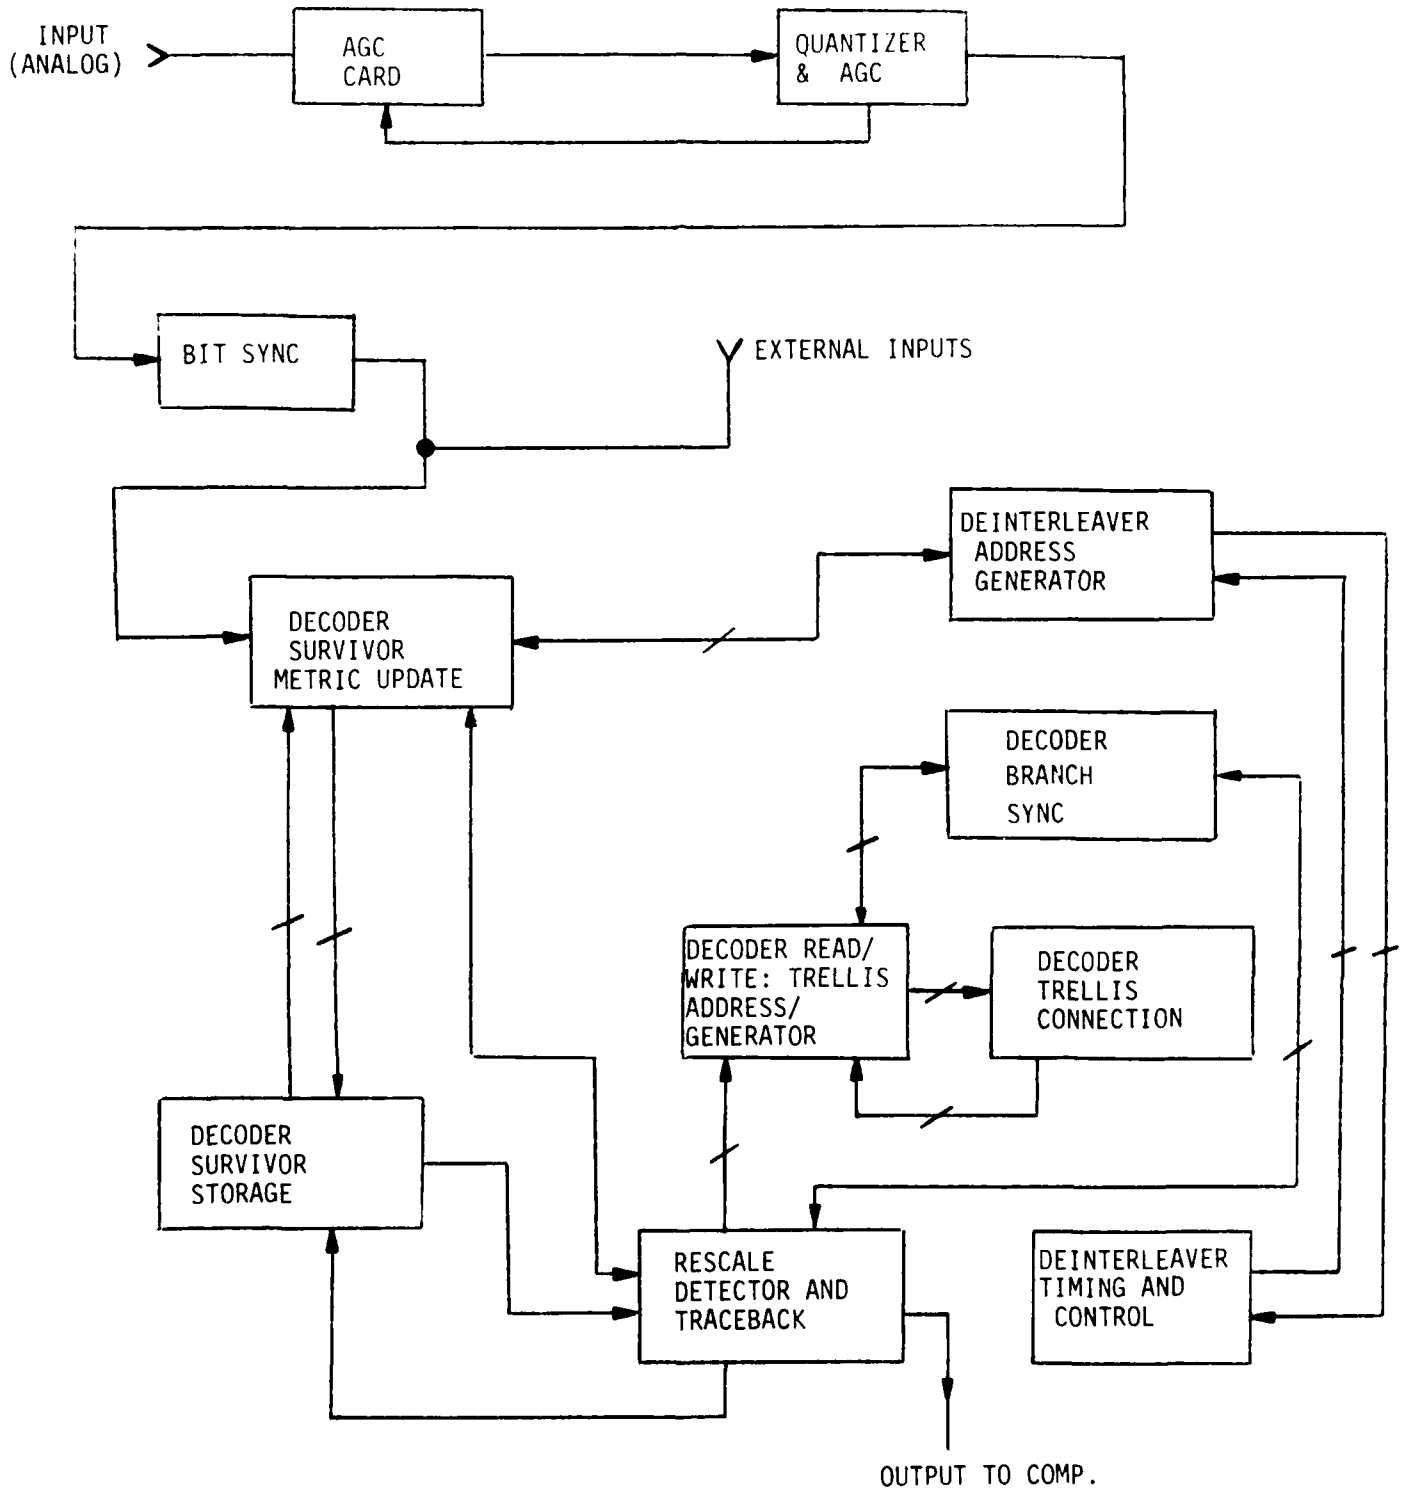 INPUT
(ANALOG)
AGC
CARD
QUANTIZER
& AGC
BIT SYNC
EXTERNAL INPUTS
DEINTERLEAVER
ADDRESS
GENERATOR
DECODER
SURVIVOR
METRIC UPDATE
DECODER
BRANCH
SYNC
DECODER READ/
WRITE: TRELLIS
ADDRESS/
GENERATOR
DECODER
TRELLIS
CONNECTION
DECODER
SURVIVOR
STORAGE
RESCALE
DETECTOR AND
TRACEBACK
DEINTERLEAVER
TIMING AND
CONTROL
OUTPUT TO COMP.